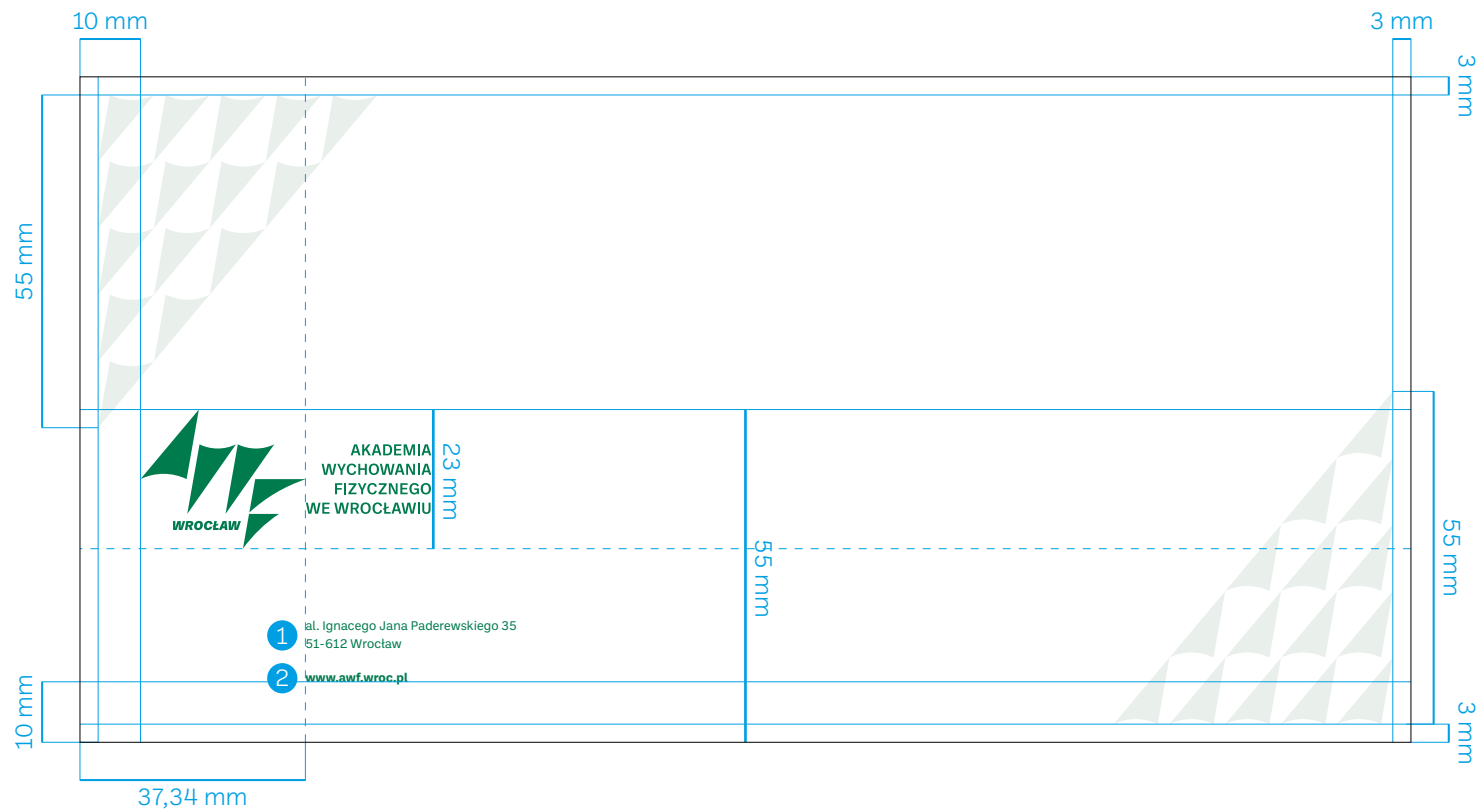 10 mm
3 mm
3 mm
55 mm
AKADEMIA
WYCHOWANIA
FIZYCZNEGO
WE WROCŁAWIU
WROCŁAW
23 mm
55 mm
55 mm
1 al. Ignacego Jana Paderewskiego 35
51-612 Wrocław
2 www.awf.wroc.pl
10 mm
3 mm
37,34 mm